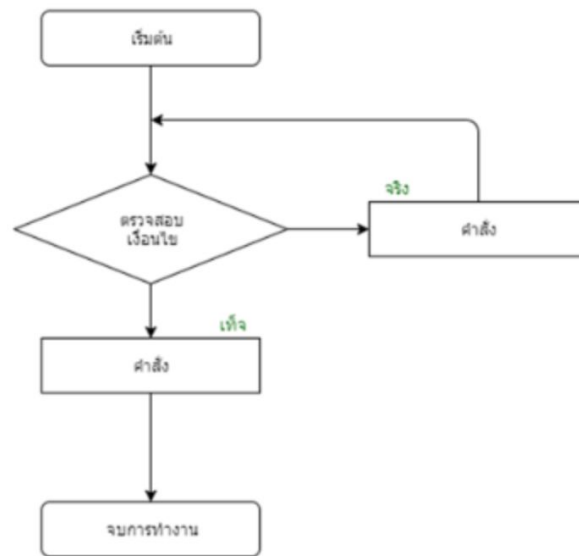 เริ่มต้น
ตรวจสอบ
เงื่อนไข
จริง
คำสั่ง
เท็จ
คำสั่ง
จบการทำงาน